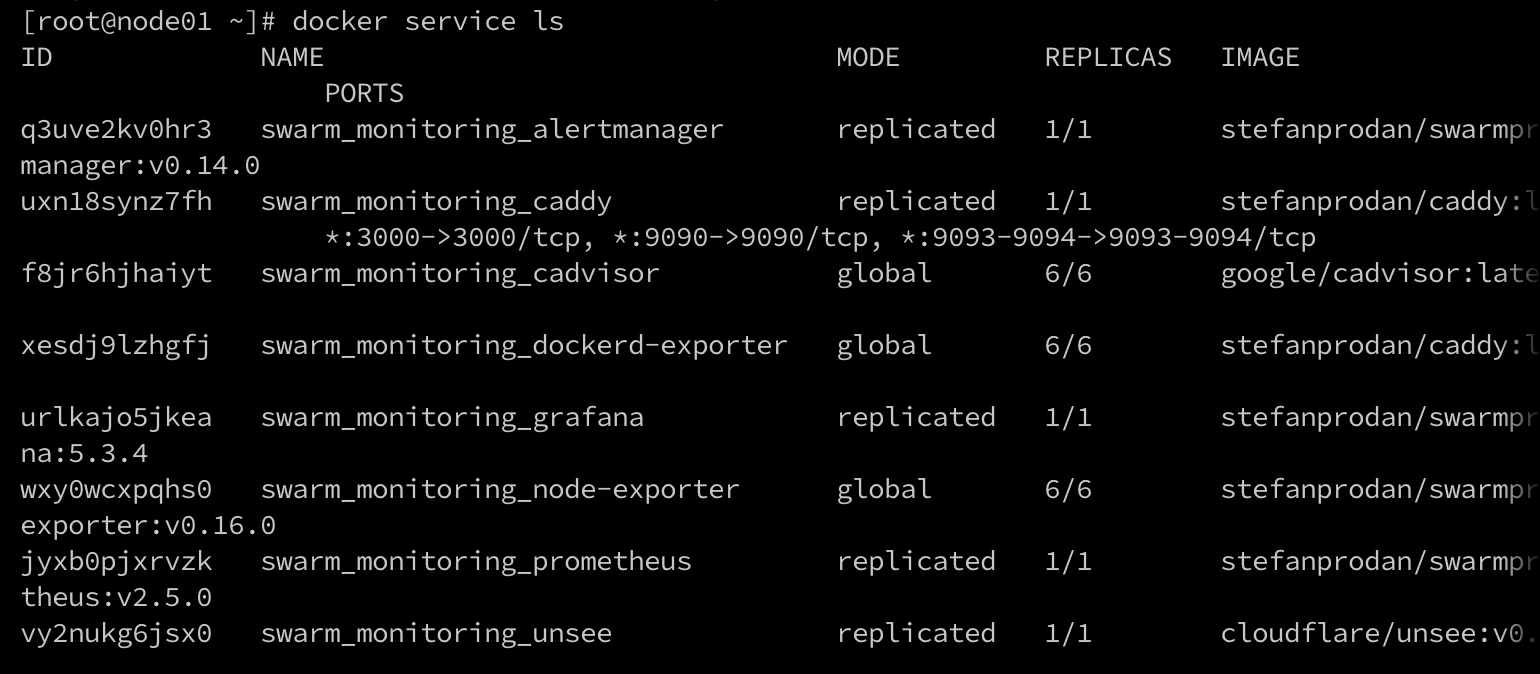 [root@node01 ~]# docker service ls
ID             NAME                                MODE         REPLICAS   IMAGE
                   PORTS
q3uve2kv0hr3   swarm_monitoring_alertmanager       replicated   1/1        stefanprodan/swarmpr
manager:v0.14.0
uxn18synz7fh   swarm_monitoring_caddy              replicated   1/1        stefanprodan/caddy:l
                   *:3000->3000/tcp, *:9090->9090/tcp, *:9093-9094->9093-9094/tcp
f8jr6hjhaiyt   swarm_monitoring_cadvisor           global       6/6        google/cadvisor:late
xesdj9lzhgfj   swarm_monitoring_dockerd-exporter   global       6/6        stefanprodan/caddy:l
urlkajo5jkea   swarm_monitoring_grafana            replicated   1/1        stefanprodan/swarmpr
na:5.3.4
wxy0wcxpqhs0   swarm_monitoring_node-exporter      global       6/6        stefanprodan/swarmpr
exporter:v0.16.0
jyxb0pjxrvzk   swarm_monitoring_prometheus         replicated   1/1        stefanprodan/swarmpr
theus:v2.5.0
vy2nukg6jsx0   swarm_monitoring_unsee              replicated   1/1        cloudflare/unsee:v0.